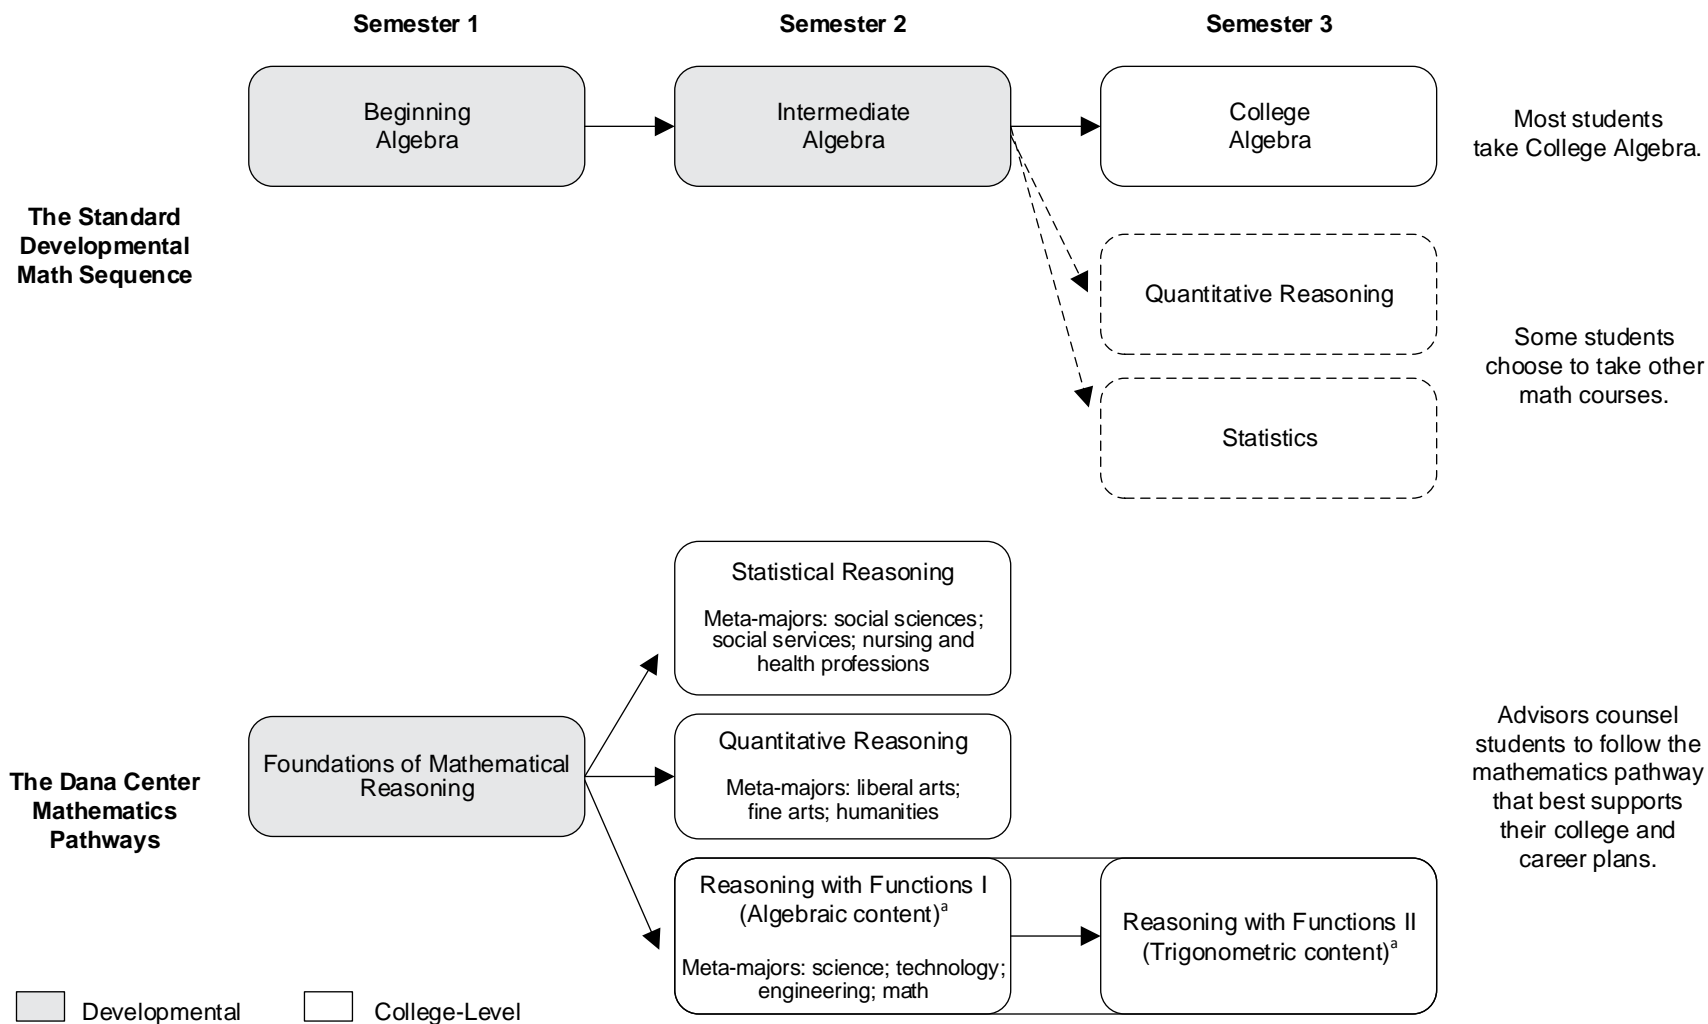 Semester 1
Semester 2
Semester 3
Beginning
Algebra
Intermediate
Algebra
College
Algebra
Most students
take College Algebra.
The Standard
Developmental
Math Sequence
Quantitative Reasoning
Some students
choose to take other
math courses.
Statistics
Statistical Reasoning
Meta-majors: social sciences;
social services; nursing and
health professions
The Dana Center
Mathematics
Pathways
Foundations of Mathematical
Reasoning
Quantitative Reasoning
Meta-majors: liberal arts;
fine arts; humanities
Advisors counsel
students to follow the
mathematics pathway
that best supports
their college and
career plans.
Reasoning with Functions I
(Algebraic content)a
Meta-majors: science; technology;
engineering; math
Reasoning with Functions II
(Trigonometric content)a
Developmental
College-Level